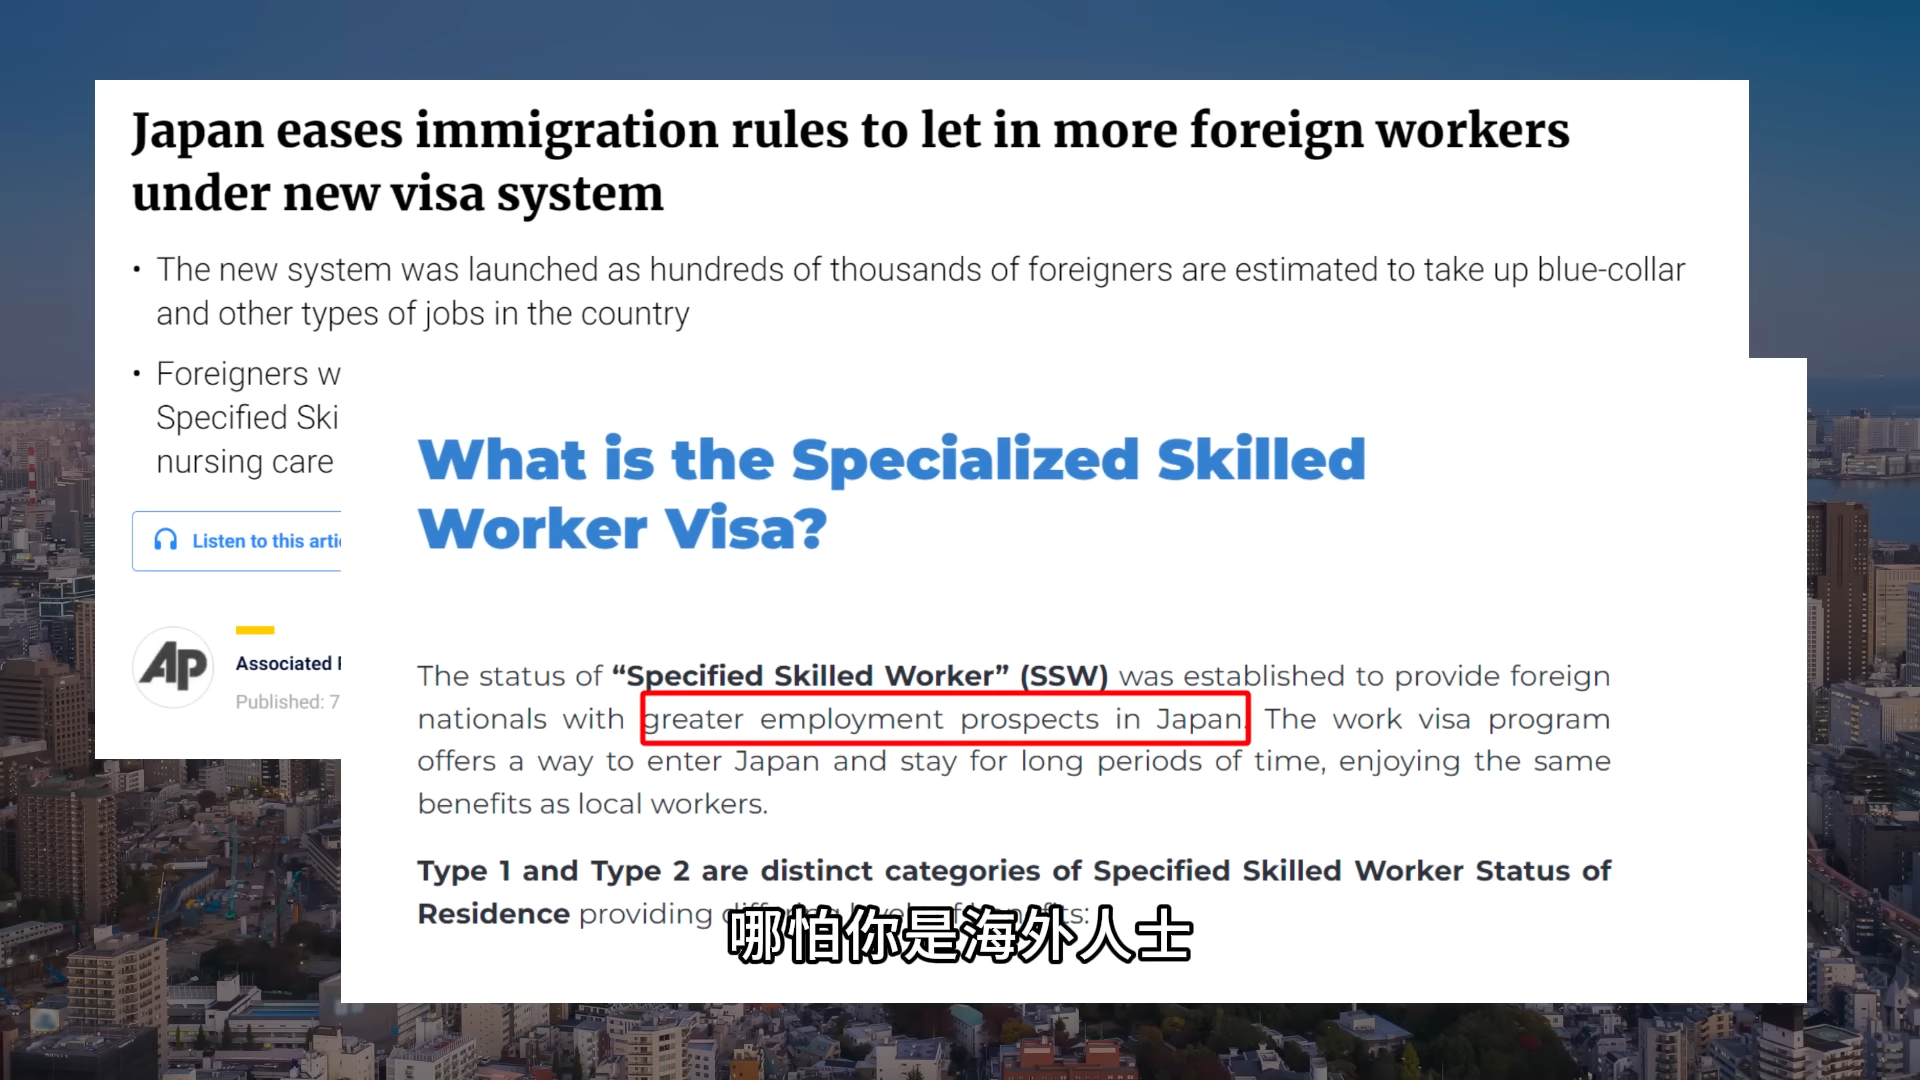 Japan eases immigration rules to let in more foreign workers
under new visa system
• The new system was launched as hundreds of thousands of foreigners are estimated to take up blue-collar
and other types of jobs in the country
• Foreigners w
Specified Ski
nursing care
Listen to this arti
AP
Associated
Published: 7
What is the Specialized Skilled
Worker Visa?
The status of “Specified Skilled Worker” (SSW) was established to provide foreign
nationals with greater employment prospects in Japan. The work visa program
offers a way to enter Japan and stay for long periods of time, enjoying the same
benefits as local workers.
Type 1 and Type 2 are distinct categories of Specified Skilled Worker Status of
Residence providing differing levels of benefits:
哪怕你是海外人士